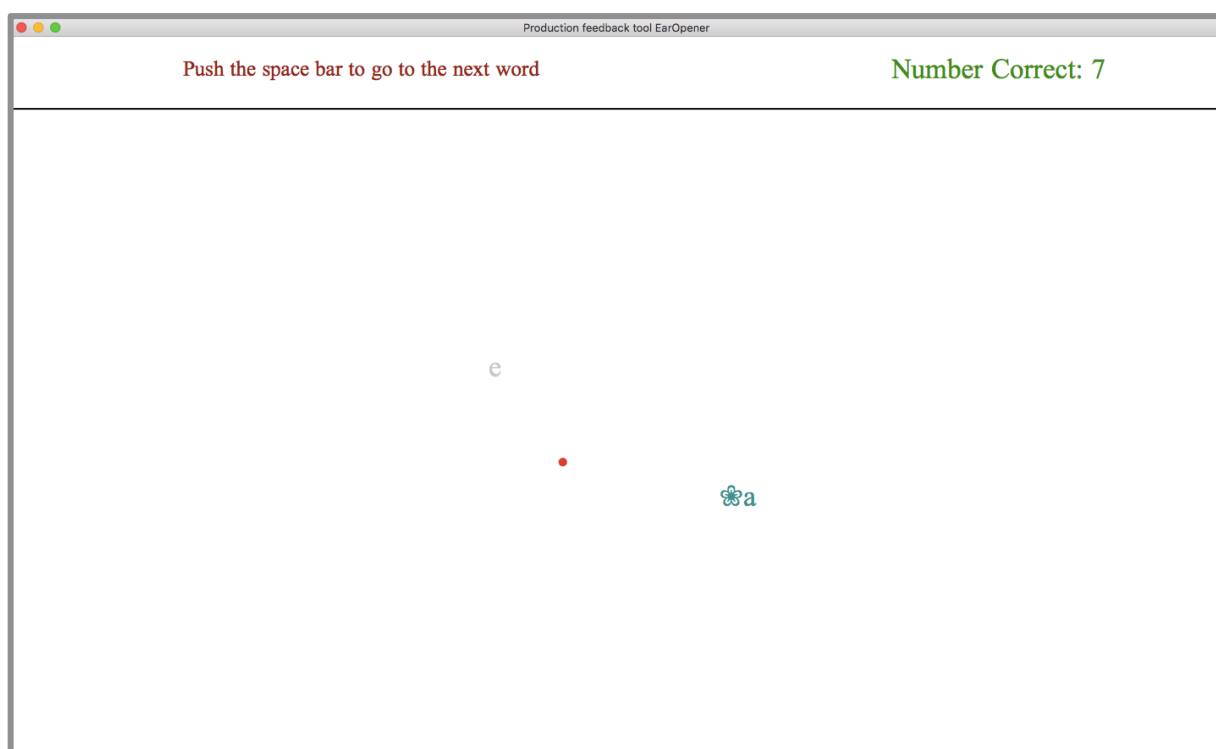 Production feedback tool EarOpener
Push the space bar to go to the next word
Number Correct: 7
e
❀a